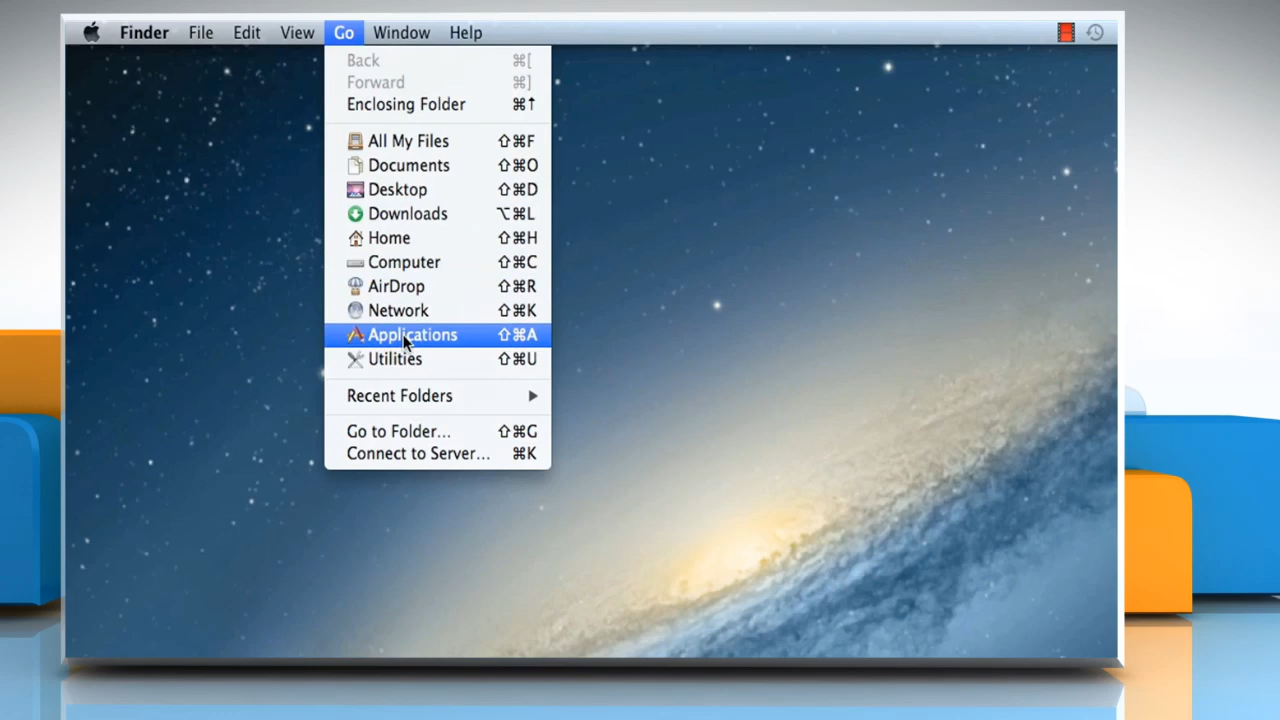 Finder File Edit View Go Window Help
Back ⌘[
Forward ⌘]
Enclosing Folder ⌘↑
All My Files ⇧⌘F
Documents ⇧⌘O
Desktop ⇧⌘D
Downloads ⌥⌘L
Home ⇧⌘H
Computer ⇧⌘C
AirDrop ⇧⌘R
Network ⇧⌘K
Applications ⇧⌘A
Utilities ⇧⌘U
Recent Folders
Go to Folder... ⇧⌘G
Connect to Server... ⌘K